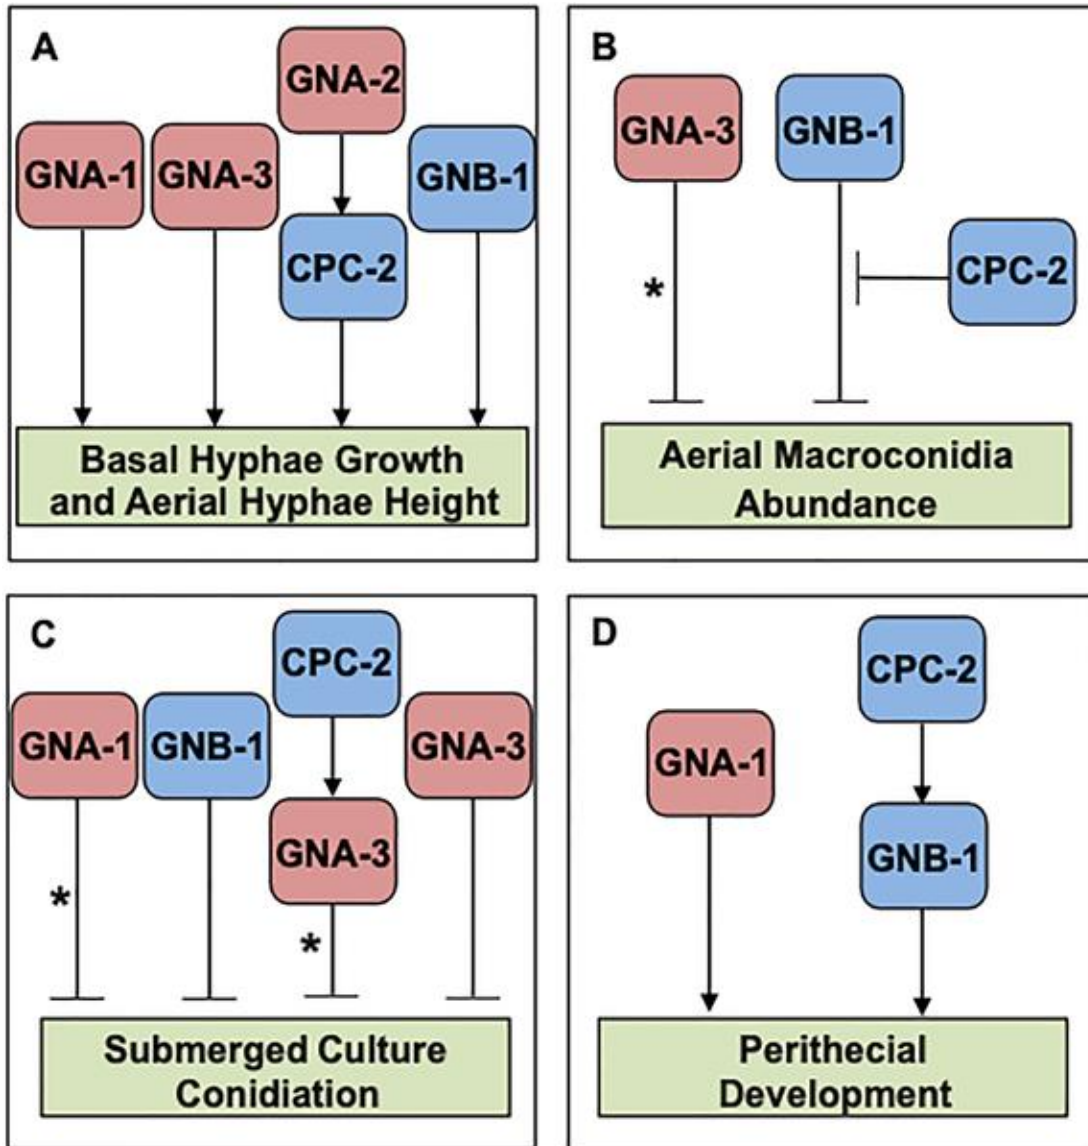 A
GNA-2
GNA-1
GNA-3
GNB-1
CPC-2
Basal Hyphae Growth
and Aerial Hyphae Height
B
GNA-3
GNB-1
CPC-2
*
Aerial Macroconidia
Abundance
C
CPC-2
GNA-1
GNB-1
GNA-3
GNA-3
*
*
Submerged Culture
Conidiation
D
CPC-2
GNA-1
GNB-1
Perithecial
Development